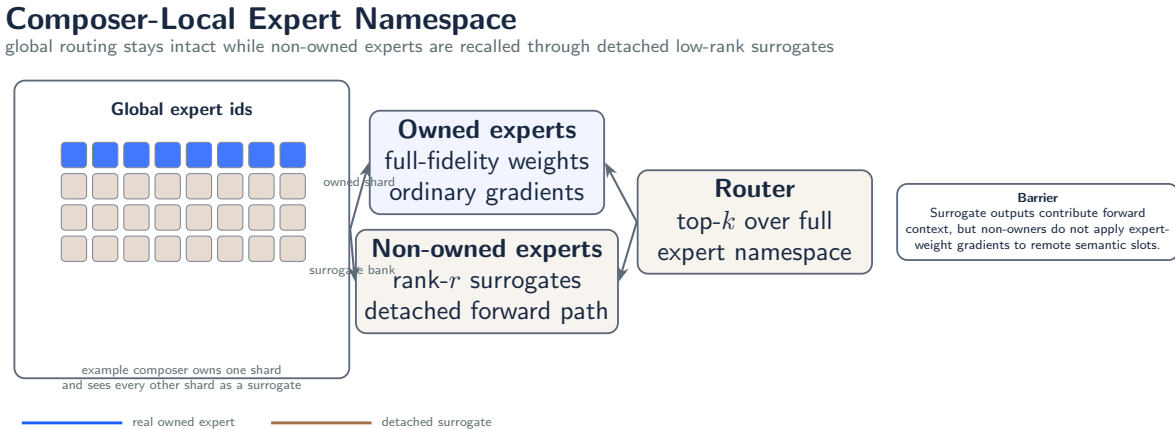 Composer-Local Expert Namespace
global routing stays intact while non-owned experts are recalled through detached low-rank surrogates
Global expert ids
example composer owns one shard
and sees every other shard as a surrogate
owned shard
surrogate bank
Owned experts
full-fidelity weights
ordinary gradients
Non-owned experts
rank-r surrogates
detached forward path
Router
top-k over full
expert namespace
Barrier
Surrogate outputs contribute forward
context, but non-owners do not apply expert-
weight gradients to remote semantic slots.
real owned expert
detached surrogate